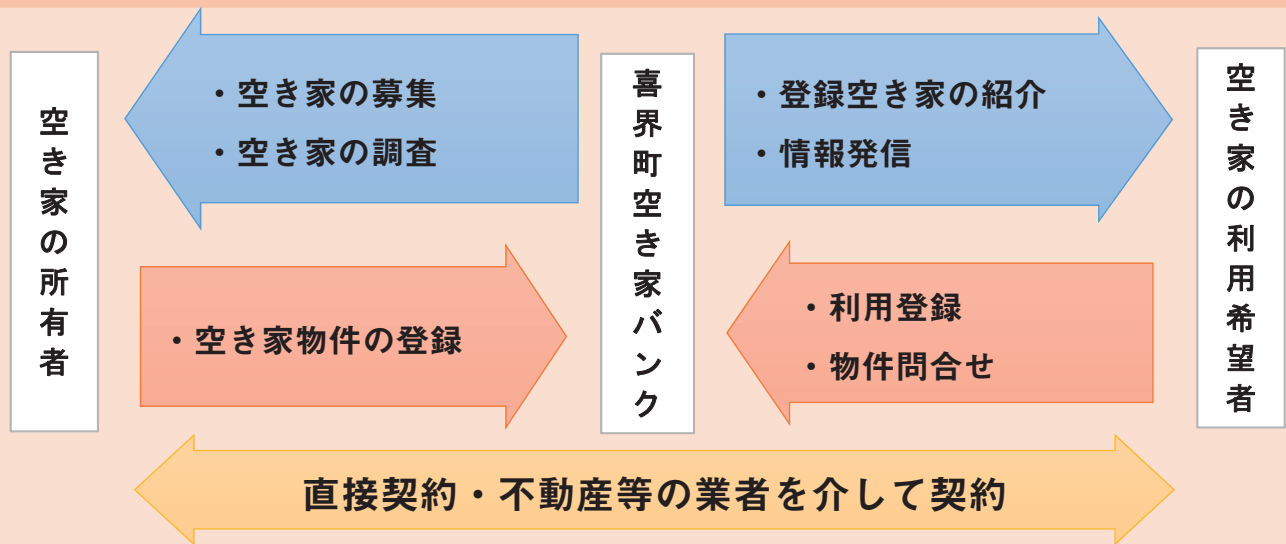 空き家の所有者
・空き家の募集
・空き家の調査
・空き家物件の登録
喜界町空き家バンク
・登録空き家の紹介
・情報発信
・利用登録
・物件問合せ
空き家の利用希望者
直接契約・不動産等の業者を介して契約